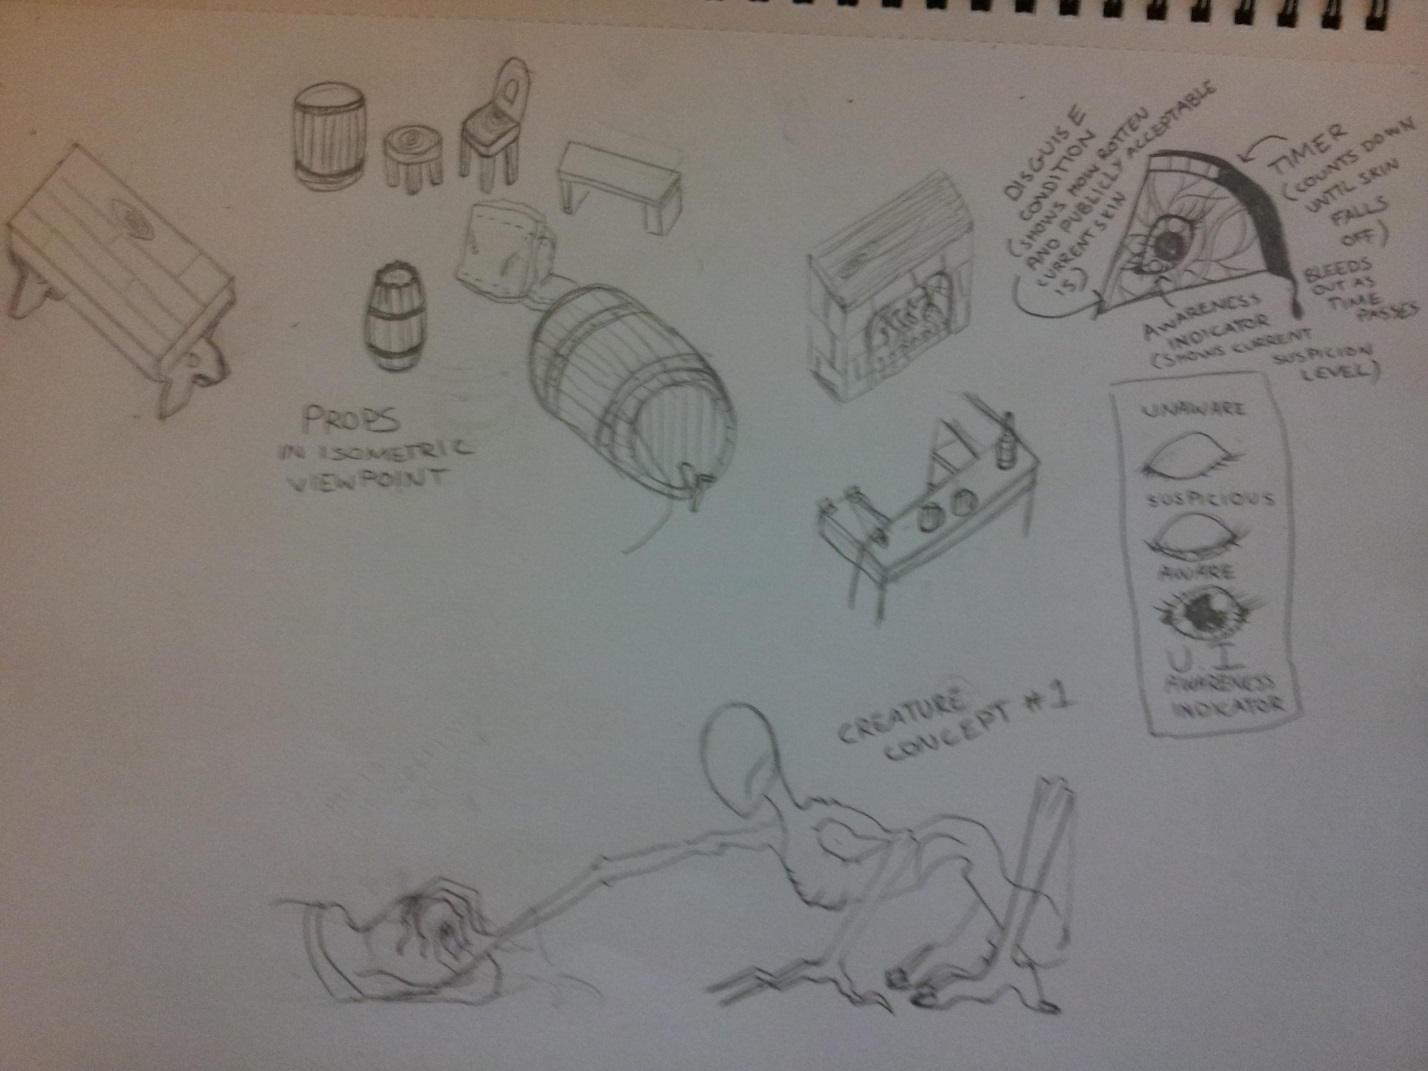 PROPS
IN ISOMETRIC
VIEWPOINT
DISGUISE
CONDITION
(SHOWS HOW ROTTEN
AND PUBLICLY ACCEPTABLE
CURRENT SKIN
IS)
TIMER
(COUNTS DOWN
UNTIL SKIN
FALLS
OFF)
BLEEDS
OUT AS
TIME
PASSES
AWARENESS
INDICATOR
(SHOWS CURRENT
SUSPICION
LEVEL)
UNAWARE
SUSPICIOUS
AWARE
U.I
AWARENESS
INDICATOR
CREATURE
CONCEPT #1